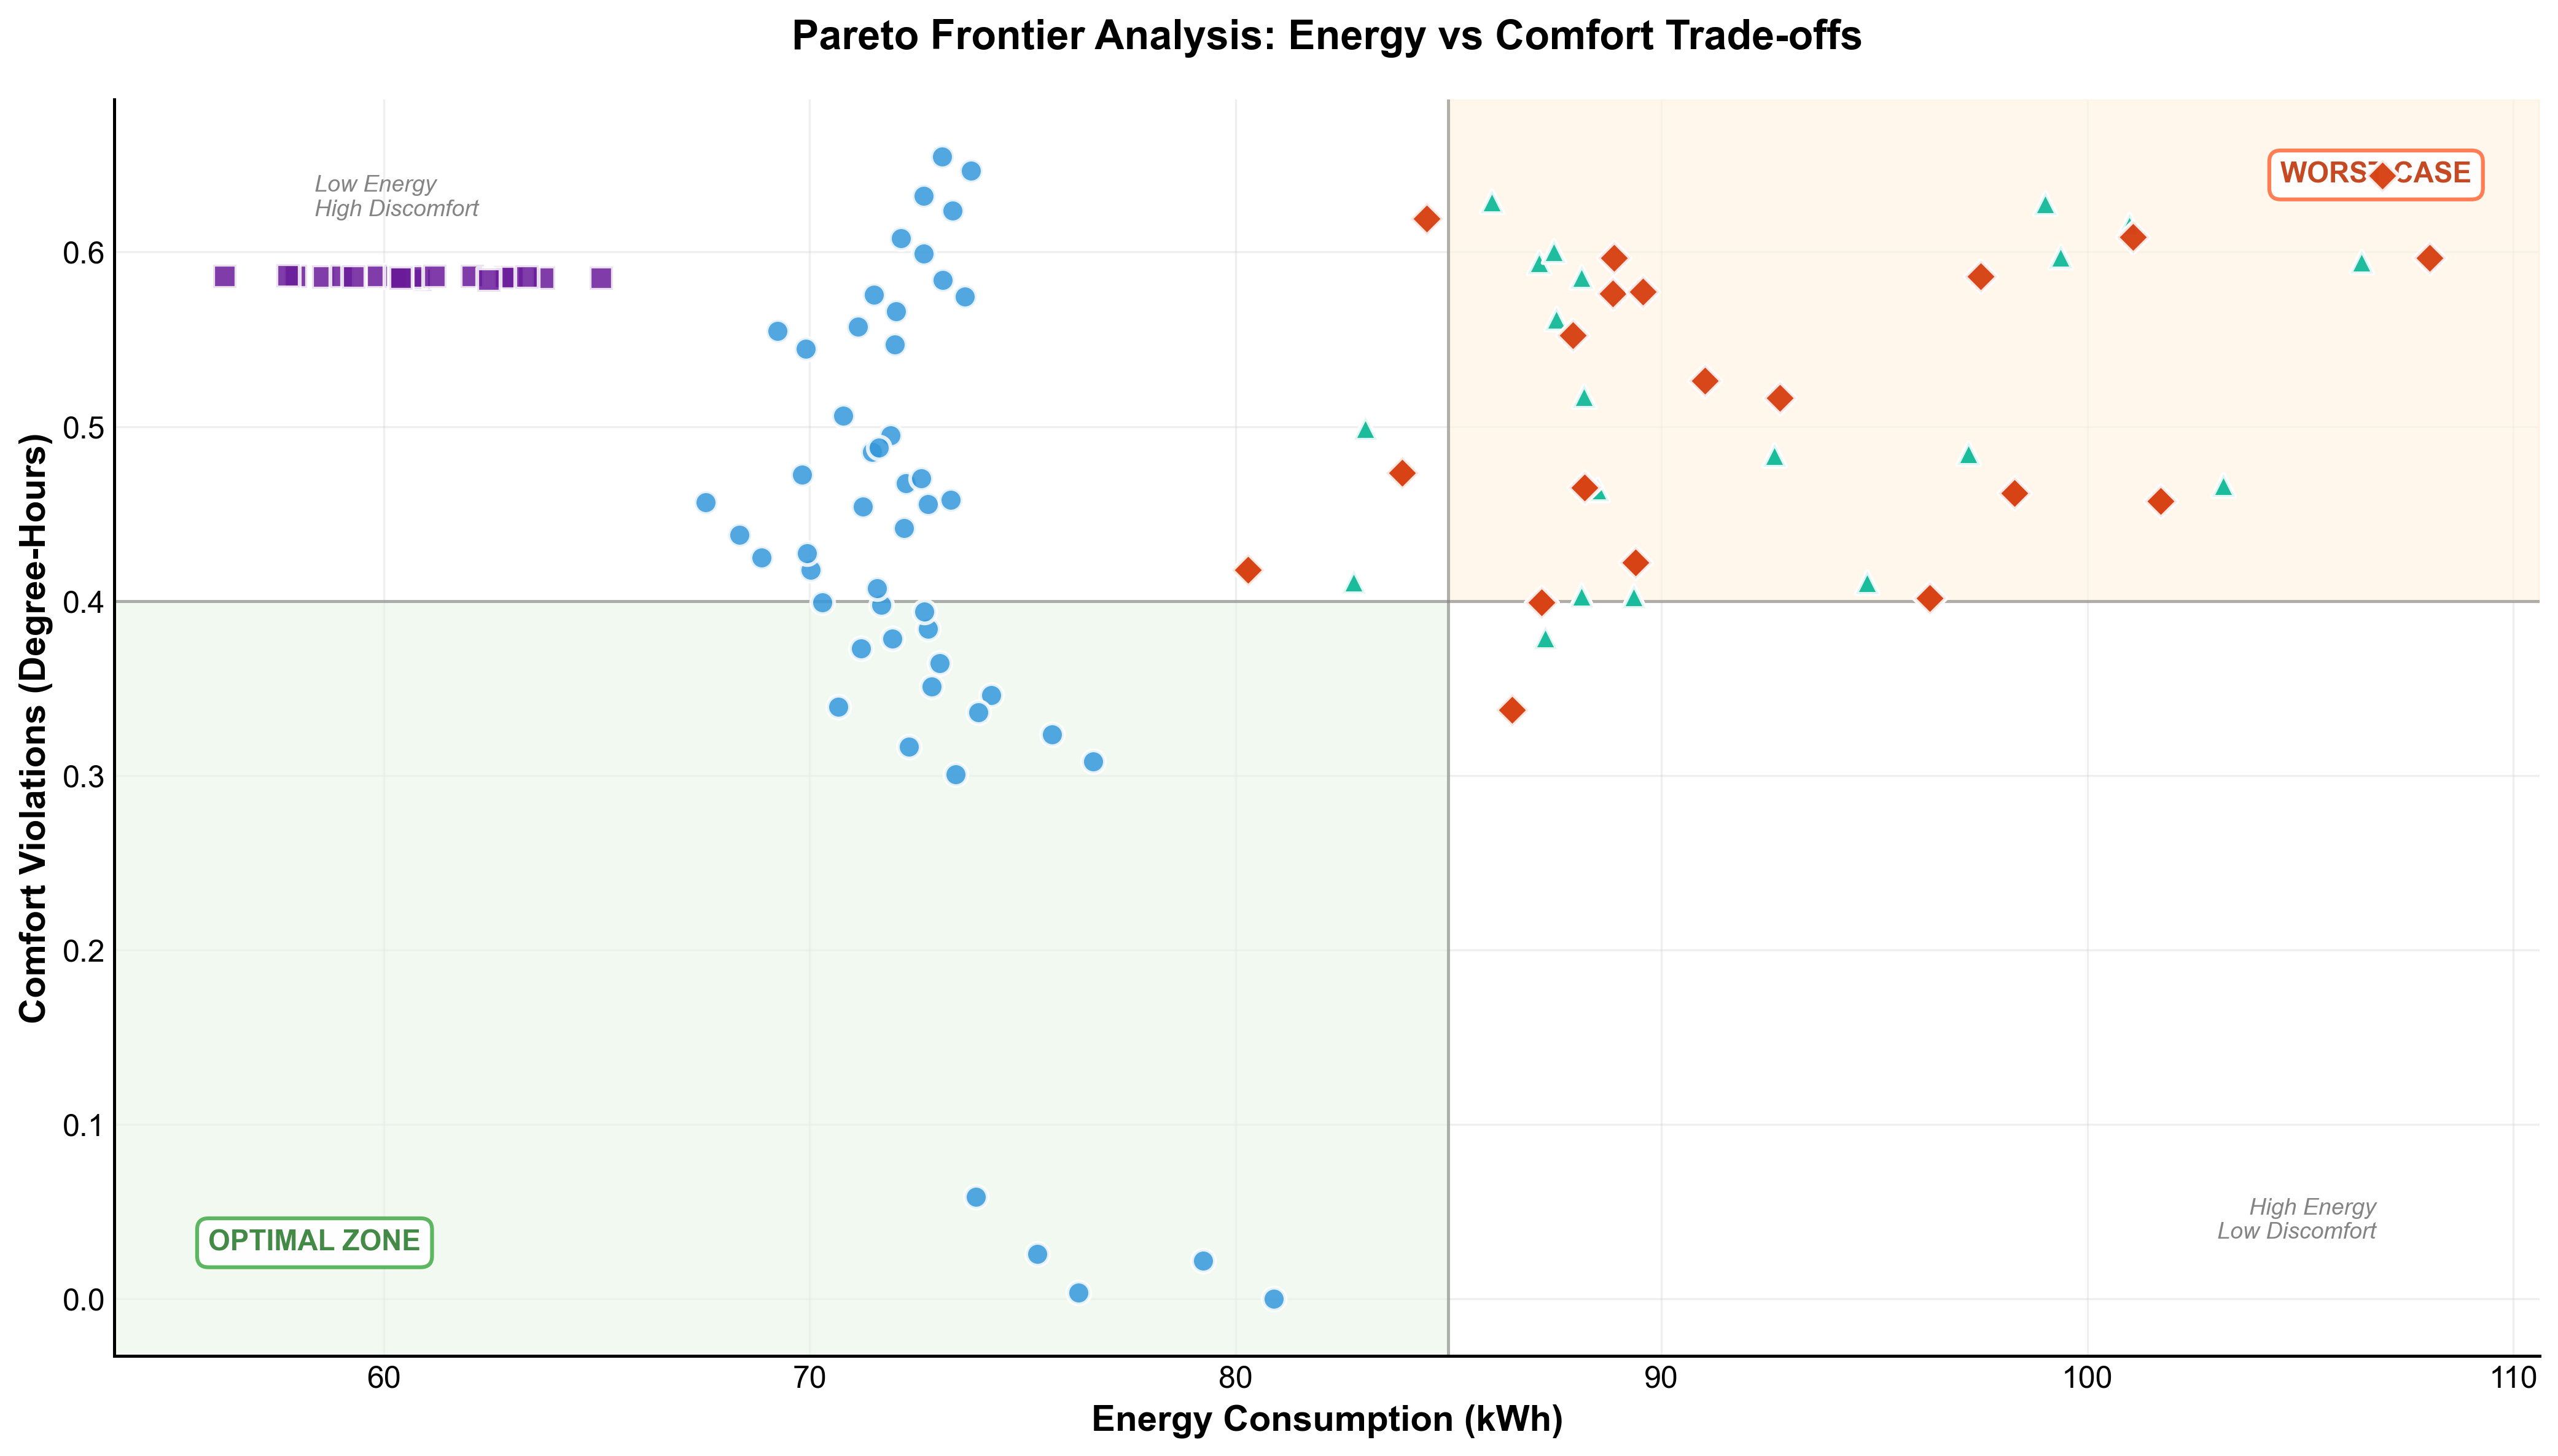 Pareto Frontier Analysis: Energy vs Comfort Trade-offs
Low Energy
High Discomfort
WORST CASE
0.6
0.5
0.4
0.3
0.2
0.1
0.0
Comfort Violations (Degree-Hours)
High Energy
Low Discomfort
OPTIMAL ZONE
60
70
80
90
100
110
Energy Consumption (kWh)